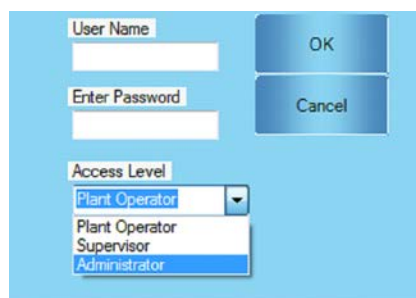 User Name
OK
Enter Password
Cancel
Access Level
Plant Operator
Plant Operator
Supervisor
Administrator